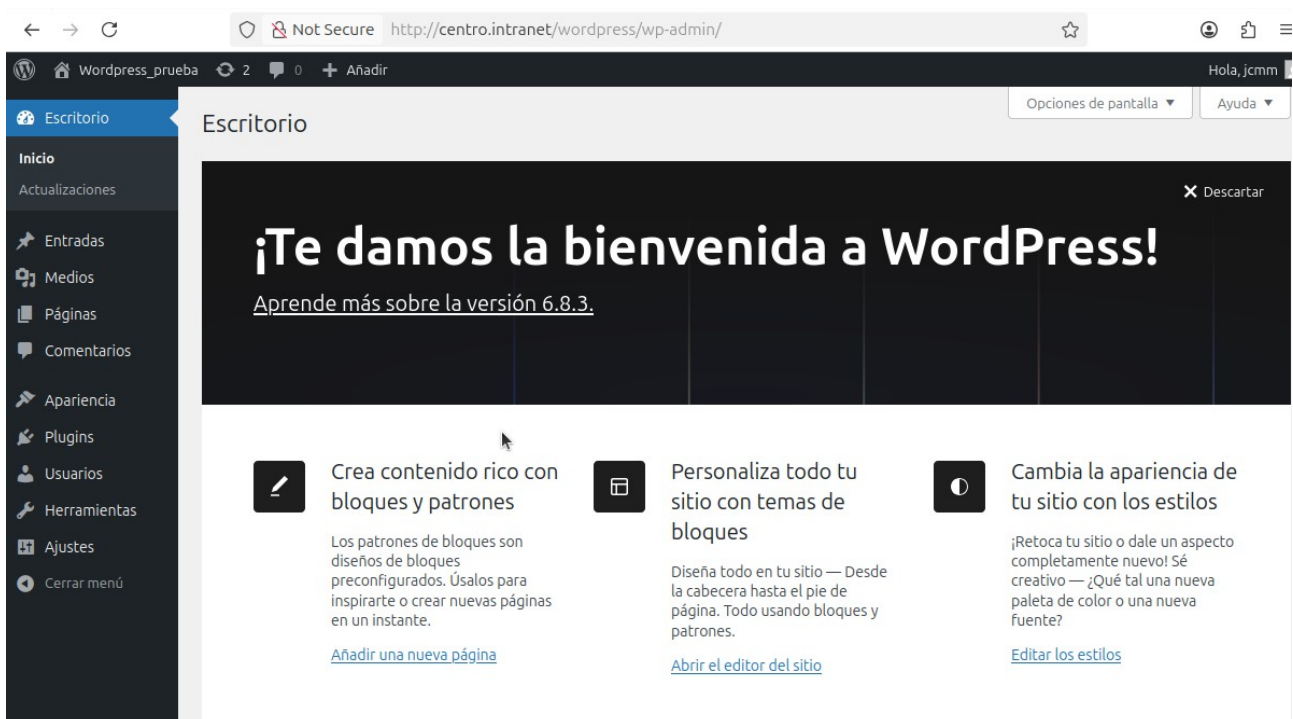 Not Secure http://centro.intranet/wordpress/wp-admin/
Wordpress_prueba 2 0 + Añadir Hola, jcmm
Opciones de pantalla ▼ Ayuda ▼
Escritorio
Escritorio
Inicio
Actualizaciones
Entradas
Medios
Páginas
Comentarios
Apariencia
Plugins
Usuarios
Herramientas
Ajustes
Cerrar menú
Descartar
¡Te damos la bienvenida a WordPress!
Aprende más sobre la versión 6.8.3.
Crea contenido rico con
bloques y patrones
Los patrones de bloques son
diseños de bloques
preconfigurados. Úsalos para
inspirarte o crear nuevas páginas
en un instante.
Añadir una nueva página
Personaliza todo tu
sitio con temas de
bloques
Diseña todo en tu sitio — Desde
la cabecera hasta el pie de
página. Todo usando bloques y
patrones.
Abrir el editor del sitio
Cambia la apariencia de
tu sitio con los estilos
¡Retoca tu sitio o dale un aspecto
completamente nuevo! Sé
creativo — ¿Qué tal una nueva
paleta de color o una nueva
fuente?
Editar los estilos